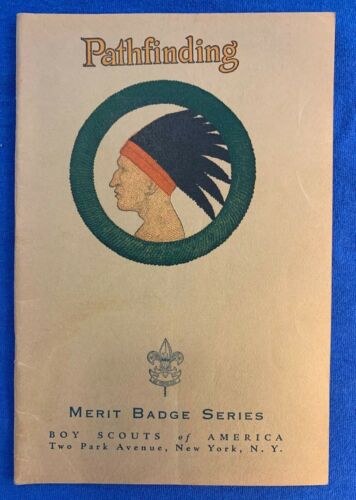 Pathfinding
MERIT BADGE SERIES
BOY SCOUTS of AMERICA
Two Park Avenue, New York, N. Y.